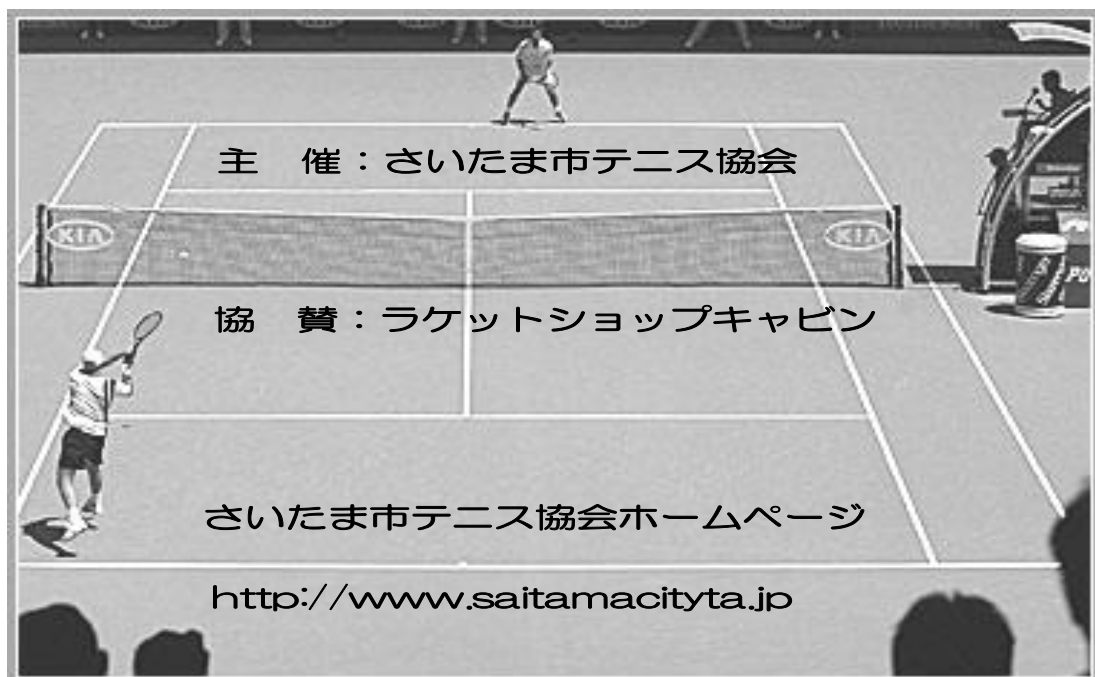 主　催：さいたま市テニス協会
KIA KIA
協　賛：ラケットショップキャビン
さいたま市テニス協会ホームページ
http://www.saitamacityta.jp